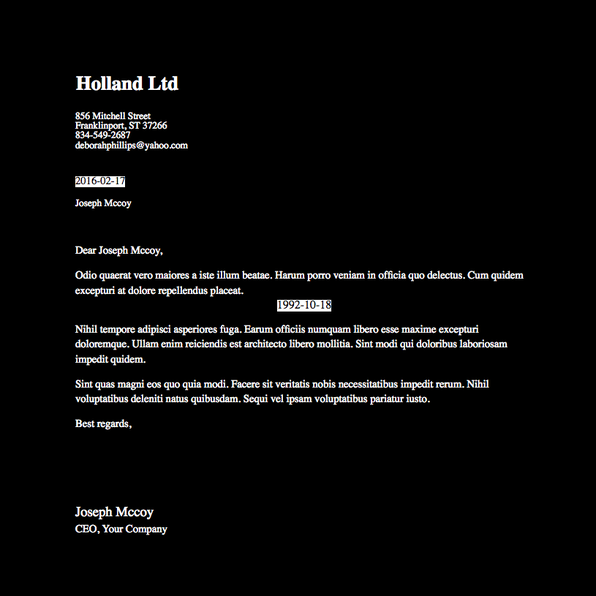 Holland Ltd
856 Mitchell Street
Franklinport, ST 37266
834-549-2687
deborahphillips@yahoo.com
2016-02-17
Joseph Mccoy
Dear Joseph Mccoy,
Odio quaerat vero maiores a iste illum beatae. Harum porro veniam in officia quo delectus. Cum quidem
excepturi at dolore repellendus placeat.
1992-10-18
Nihil tempore adipisci asperiores fuga. Earum officiis numquam libero esse maxime excepturi
doloremque. Ullam enim reiciendis est architecto libero mollitia. Sint modi qui doloribus laboriosam
impedit quidem.
Sint quas magni eos quo quia modi. Facere sit veritatis nobis necessitatibus impedit rerum. Nihil
voluptatibus deleniti natus quibusdam. Sequi vel ipsam voluptatibus pariatur iusto.
Best regards,
Joseph Mccoy
CEO, Your Company